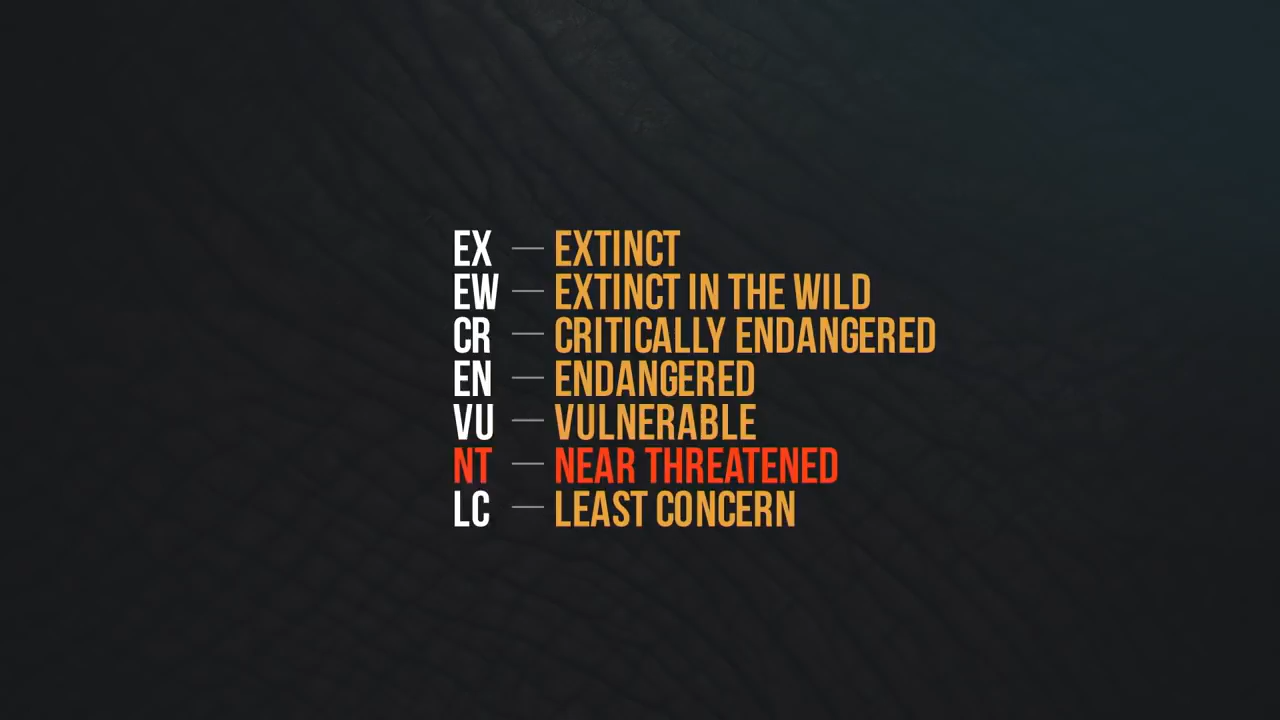 EX — EXTINCT
EW — EXTINCT IN THE WILD
CR — CRITICALLY ENDANGERED
EN — ENDANGERED
VU — VULNERABLE
NT — NEAR THREATENED
LC — LEAST CONCERN